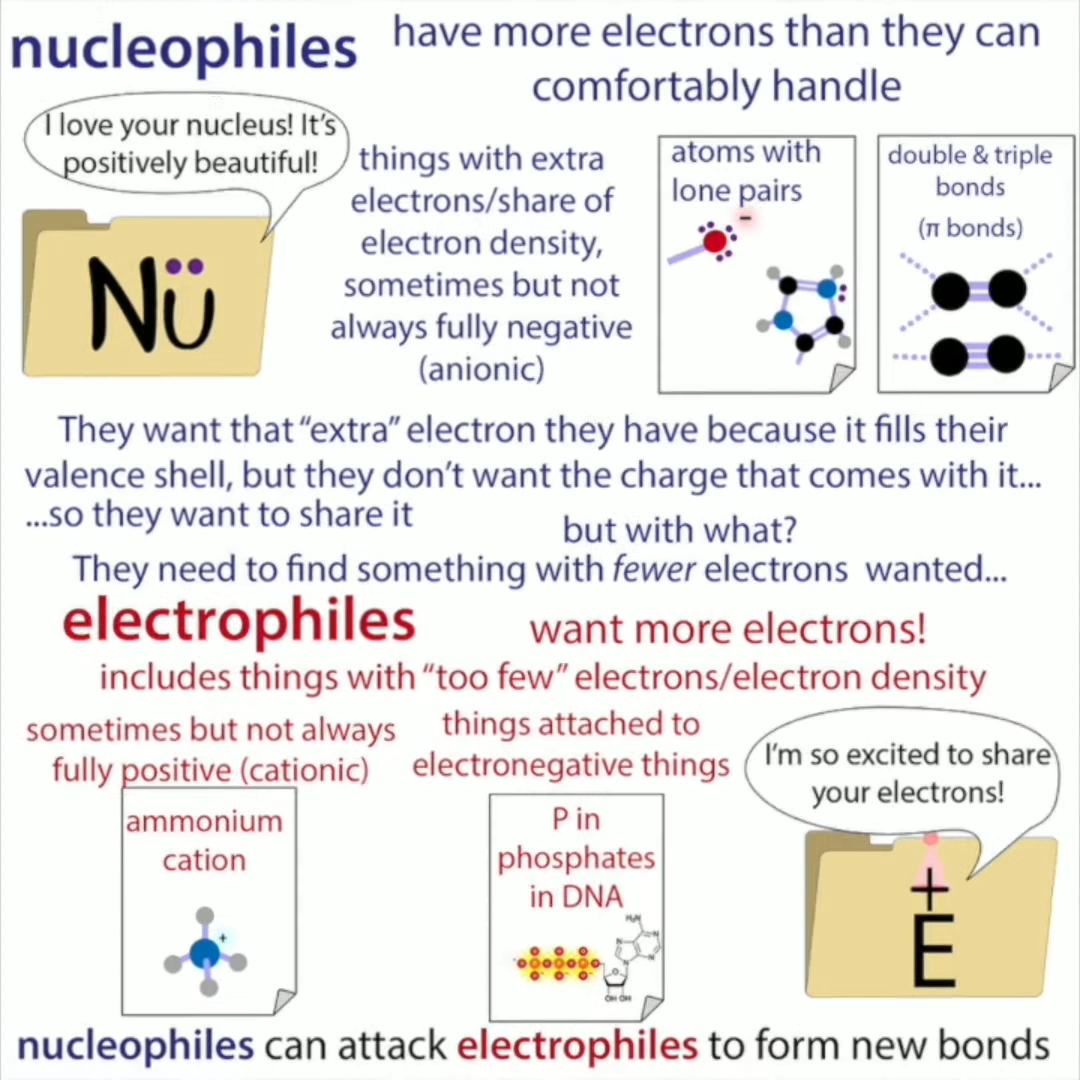 nucleophiles
have more electrons than they can
comfortably handle
I love your nucleus! It's
positively beautiful!
Nü
things with extra
electrons/share of
electron density,
sometimes but not
always fully negative
(anionic)
atoms with
lone pairs
-
double & triple
bonds
(π bonds)
They want that "extra" electron they have because it fills their
valence shell, but they don't want the charge that comes with it...
...so they want to share it
but with what?
They need to find something with fewer electrons wanted...
electrophiles
want more electrons!
includes things with "too few" electrons/electron density
sometimes but not always
fully positive (cationic)
things attached to
electronegative things
I'm so excited to share
your electrons!
ammonium
cation
+
P in
phosphates
in DNA
H₂N
N
N
N
N
O
OH OH
+
E
nucleophiles can attack electrophiles to form new bonds